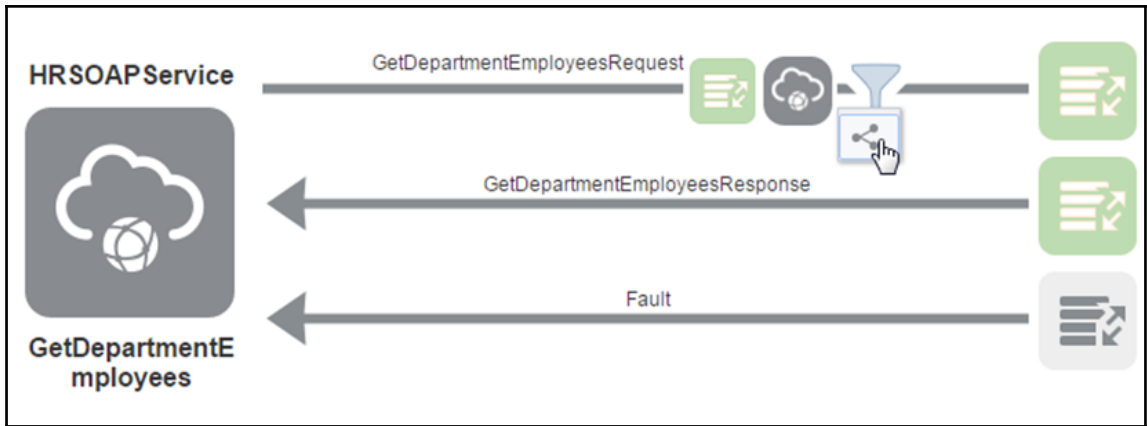 HRSOAPService
GetDepartmentEmployeesRequest
GetDepartmentEmployeesResponse
Fault
GetDepartmentE
mployees